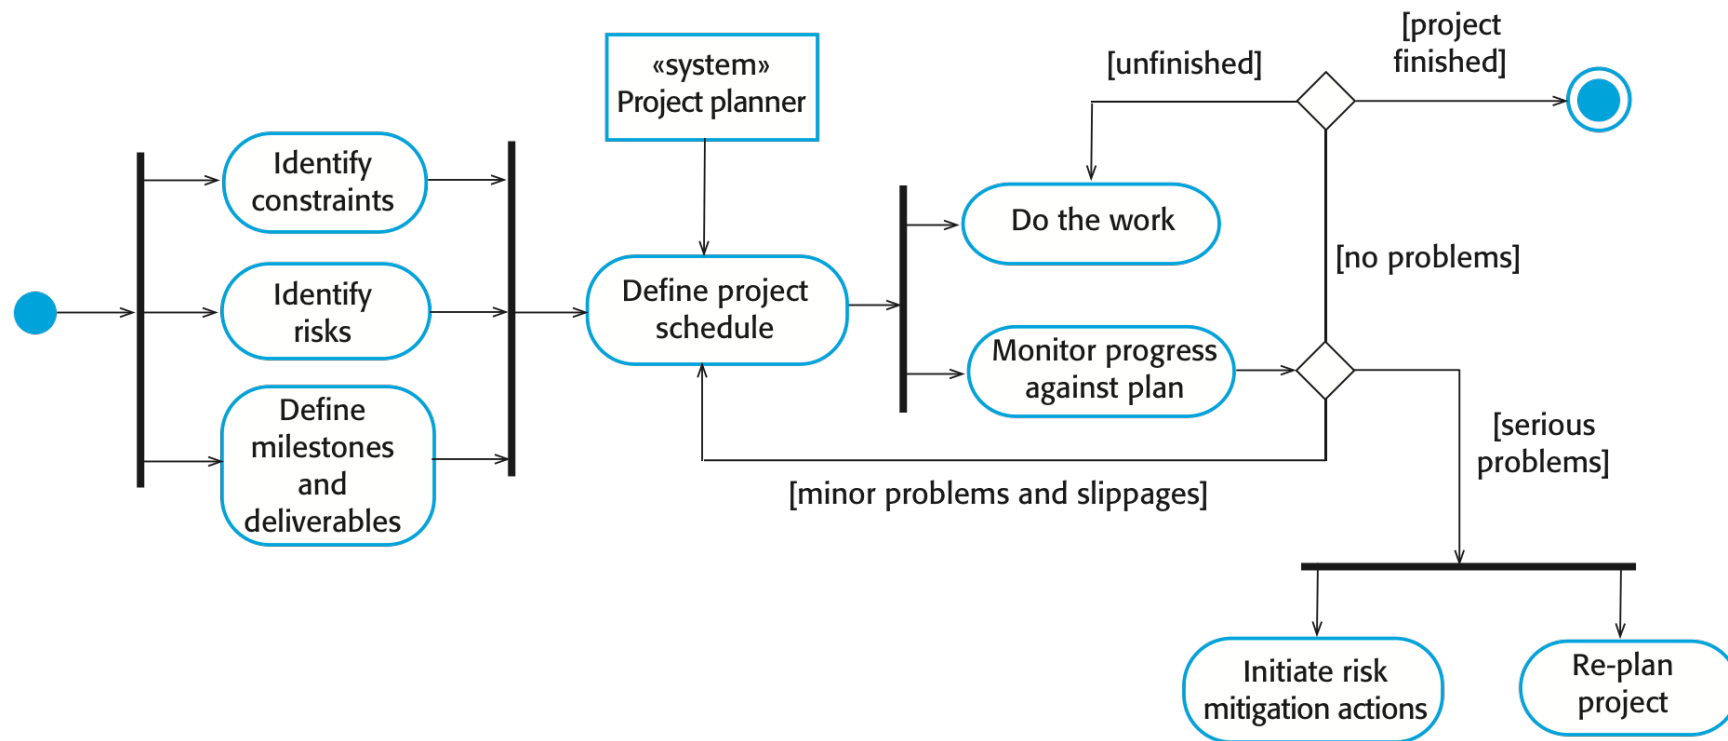 Identify
constraints
Identify
risks
Define
milestones
and
deliverables
«system»
Project planner
Define project
schedule
[unfinished]
[project
finished]
Do the work
[no problems]
Monitor progress
against plan
[minor problems and slippages]
[serious
problems]
Initiate risk
mitigation actions
Re-plan
project